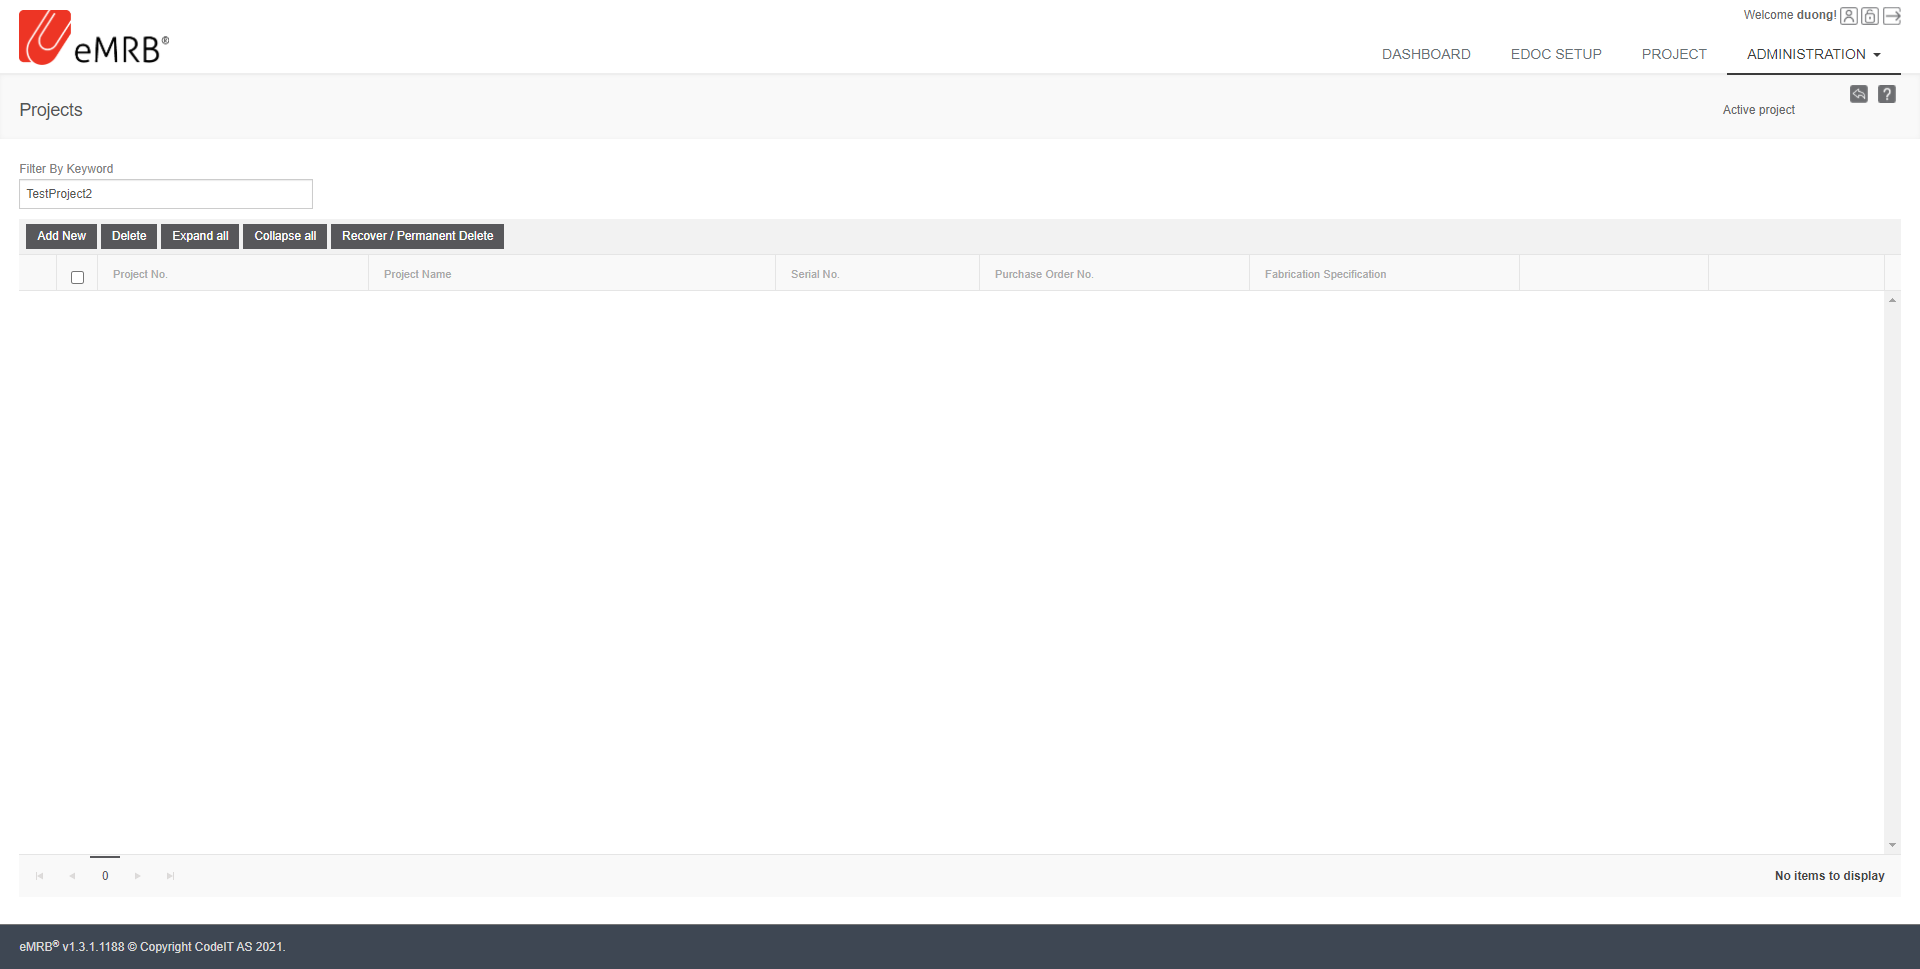 eMRB®
Welcome duong!
DASHBOARD
EDOC SETUP
PROJECT
ADMINISTRATION
Projects
Active project
?
Filter By Keyword
TestProject2
Add New
Delete
Expand all
Collapse all
Recover / Permanent Delete
Project No.
Project Name
Serial No.
Purchase Order No.
Fabrication Specification
0
No items to display
eMRB® v1.3.1.1188 © Copyright CodeIT AS 2021.